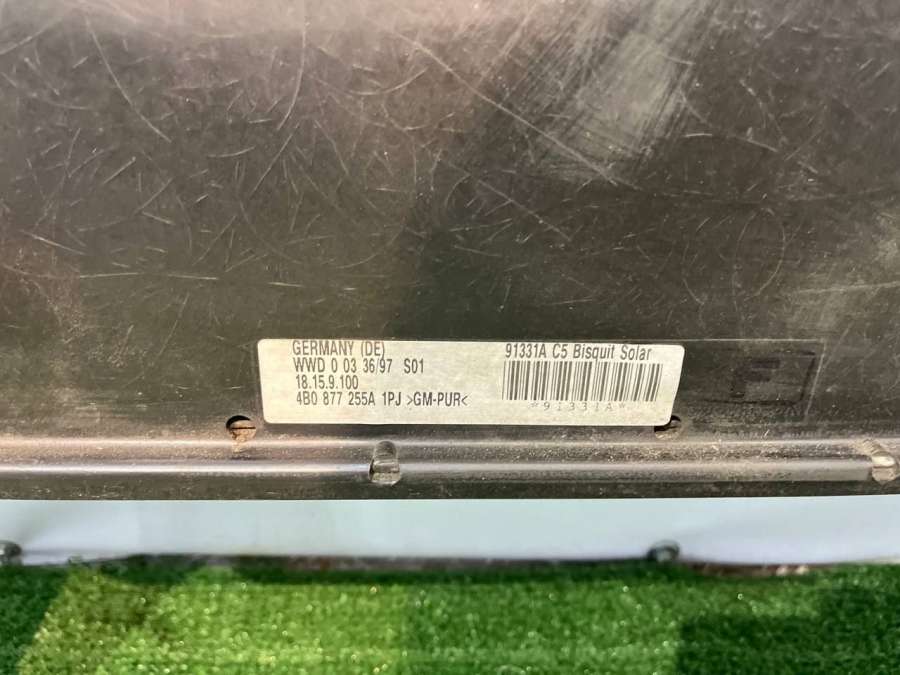 GERMANY (DE)
WWD 0 03 36/97 S01
18.15.9.100
4B0 877 255A 1PJ >GM-PUR<
91331A C5 Bisquit Solar
*91331A*